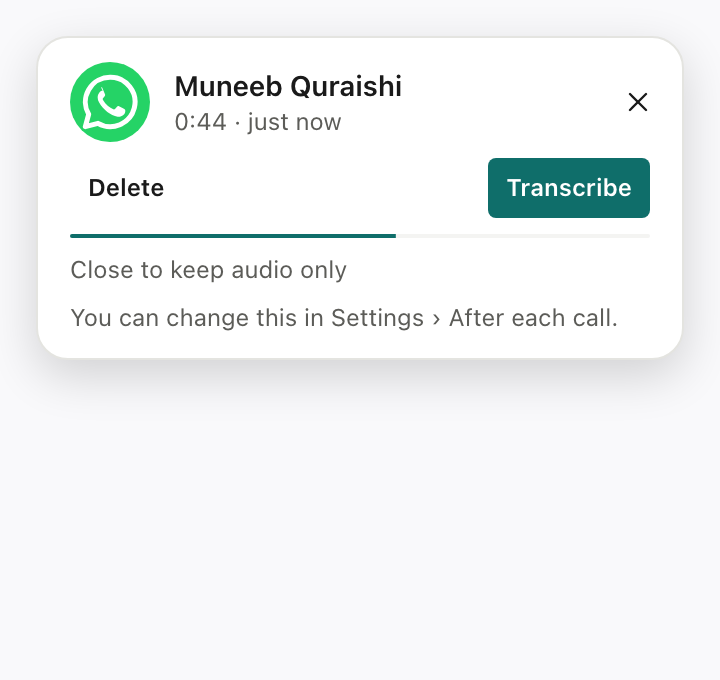 Muneeb Quraishi
0:44 · just now
Delete
Transcribe
Close to keep audio only
You can change this in Settings › After each call.